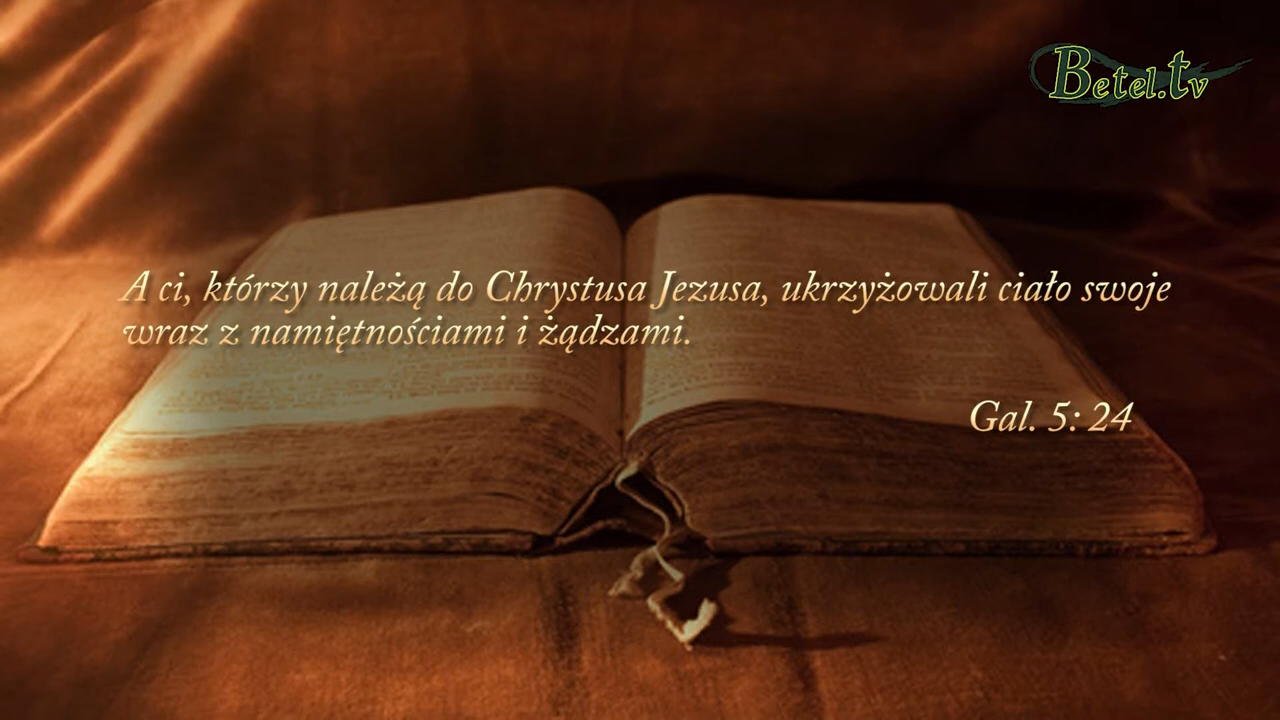 Betel.tv
A ci, którzy należą do Chrystusa Jezusa, ukrzyżowali ciało swoje
wraz z namiętnościami i żądzami.
Gal. 5: 24